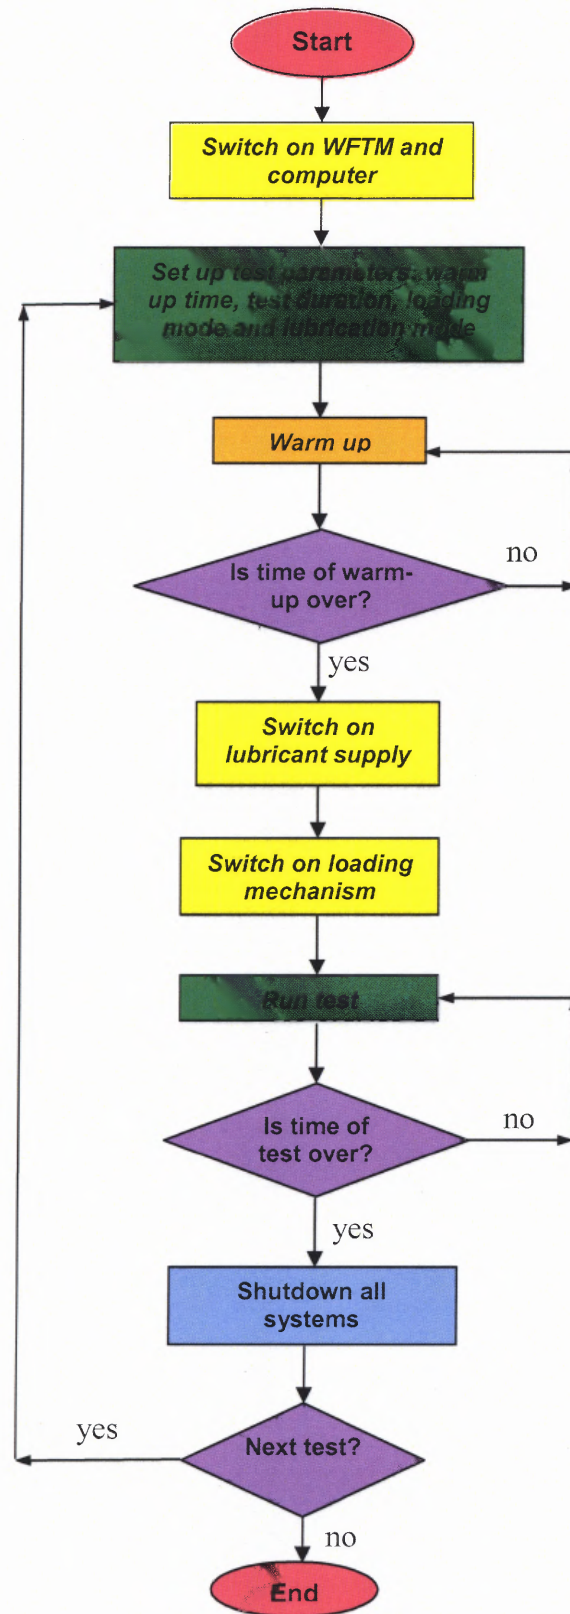 Start
Switch on WFTM and
computer
Set up test parameters: warm
up time, test duration, loading
mode and lubrication mode
Warm up
Is time of warm-
up over?
no
yes
Switch on
lubricant supply
Switch on loading
mechanism
Run test
Is time of
test over?
no
yes
Shutdown all
systems
Next test?
yes
no
End